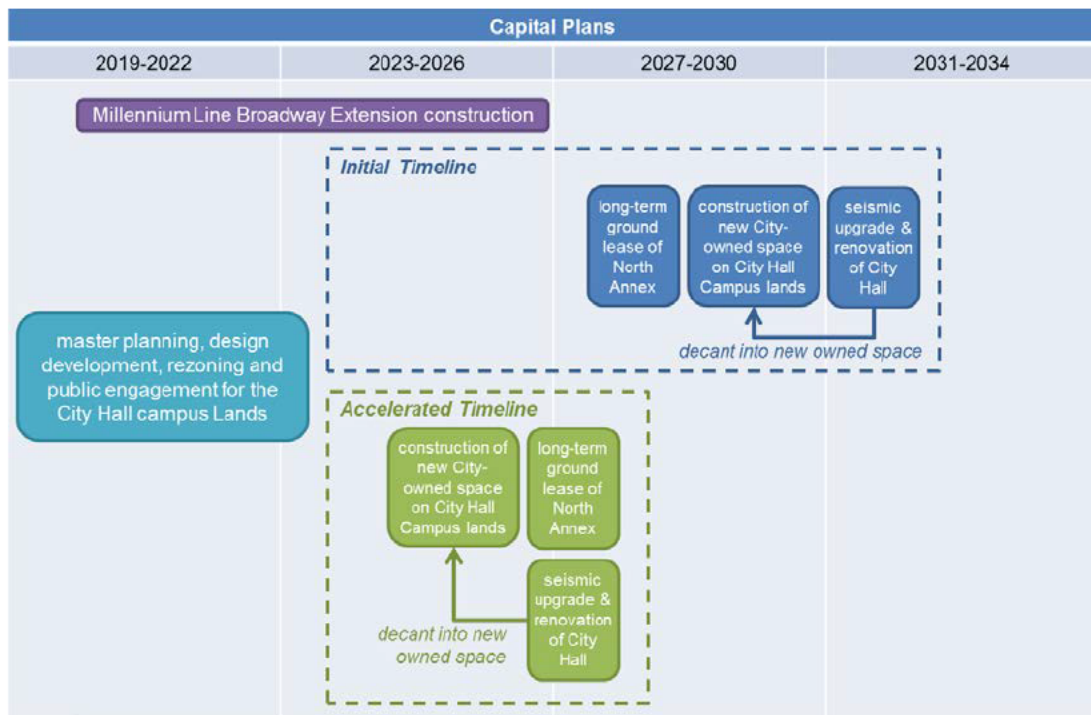 Capital Plans
2019-2022
2023-2026
2027-2030
2031-2034
Millennium Line Broadway Extension construction
Initial Timeline
long-term
ground
lease of
North
Annex
construction of
new City-
owned space
on City Hall
Campus lands
seismic
upgrade &
renovation
of City
Hall
decant into new owned space
master planning, design
development, rezoning and
public engagement for the
City Hall campus Lands
Accelerated Timeline
construction of
new City-
owned space
on City Hall
Campus lands
long-term
ground
lease of
North
Annex
seismic
upgrade &
renovation
of City
Hall
decant into new
owned space